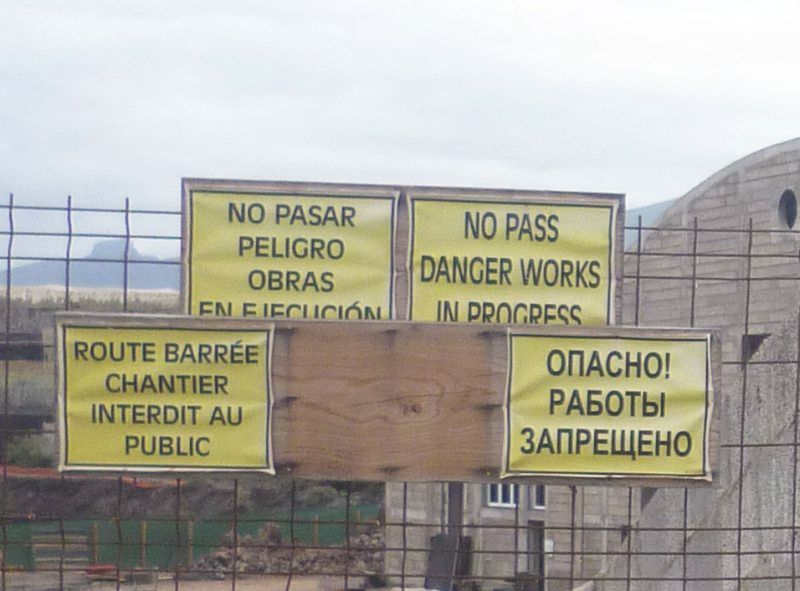 NO PASAR
PELIGRO
OBRAS
EN EJECUCIÓN
NO PASS
DANGER WORKS
IN PROGRESS
ROUTE BARRÉE
CHANTIER
INTERDIT AU
PUBLIC
ОПАСНО!
РАБОТЫ
ЗАПРЕЩЕНО